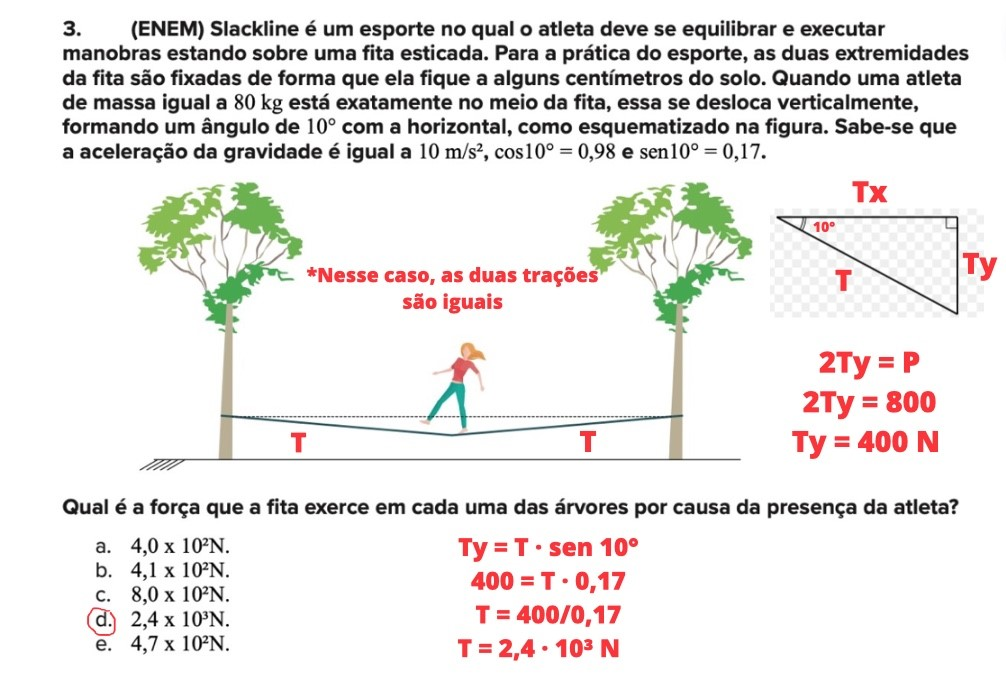 3. (ENEM) Slackline é um esporte no qual o atleta deve se equilibrar e executar
manobras estando sobre uma fita esticada. Para a prática do esporte, as duas extremidades
da fita são fixadas de forma que ela fique a alguns centímetros do solo. Quando uma atleta
de massa igual a 80 kg está exatamente no meio da fita, essa se desloca verticalmente,
formando um ângulo de 10° com a horizontal, como esquematizado na figura. Sabe-se que
a aceleração da gravidade é igual a 10 m/s², cos10° = 0,98 e sen10° = 0,17.
Tx
10°
Ty
T
*Nesse caso, as duas trações
são iguais
2Ty = P
2Ty = 800
Ty = 400 N
T
T
Qual é a força que a fita exerce em cada uma das árvores por causa da presença da atleta?
a. 4,0 x 10²N.
b. 4,1 x 10²N.
c. 8,0 x 10²N.
d. 2,4 x 10³N.
e. 4,7 x 10²N.
Ty = T · sen 10°
400 = T · 0,17
T = 400/0,17
T = 2,4 · 10³ N